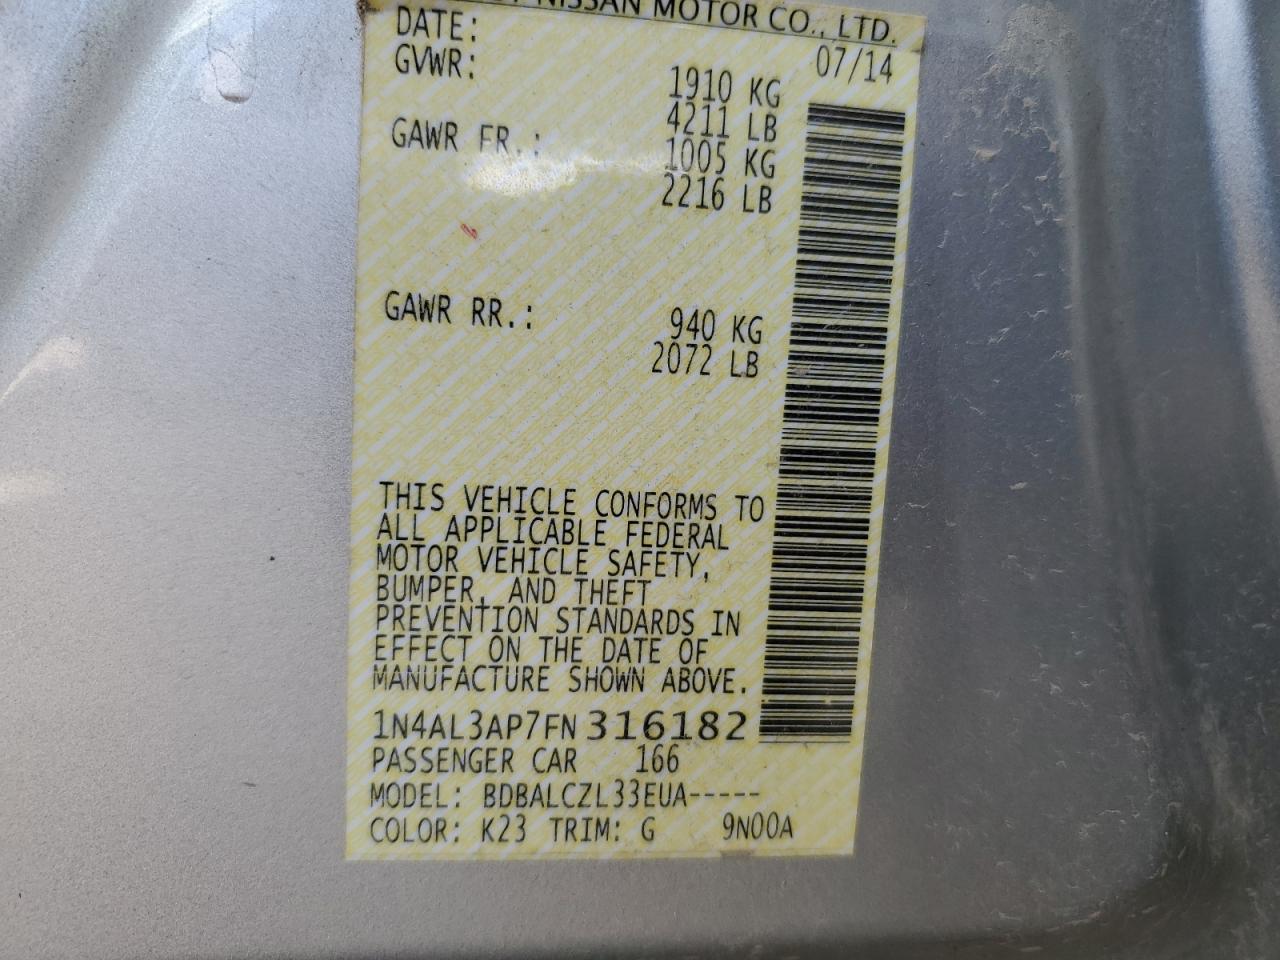 NISSAN MOTOR CO., LTD.
DATE: 07/14
GVWR: 1910 KG
4211 LB
GAWR FR.: 1005 KG
2216 LB
GAWR RR.: 940 KG
2072 LB
THIS VEHICLE CONFORMS TO
ALL APPLICABLE FEDERAL
MOTOR VEHICLE SAFETY,
BUMPER, AND THEFT
PREVENTION STANDARDS IN
EFFECT ON THE DATE OF
MANUFACTURE SHOWN ABOVE.
1N4AL3AP7FN316182
PASSENGER CAR 166
MODEL: BDBALCZL33EUA-----
COLOR: K23 TRIM: G 9N00A